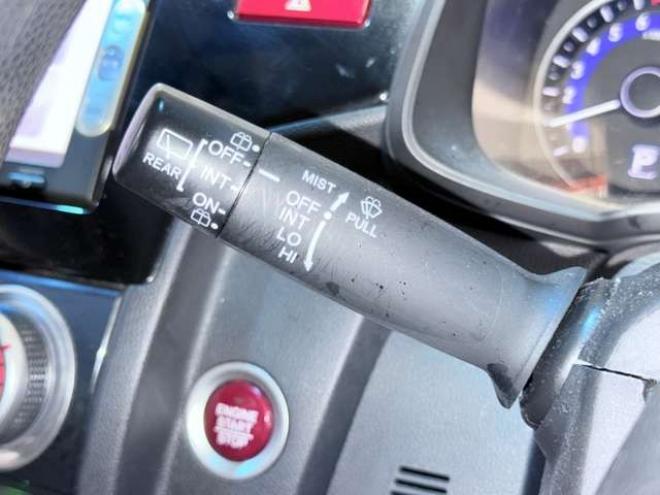 OFF
INT
ON
REAR
MIST
OFF
INT
LO
HI
PULL
ENGINE
START
STOP
P